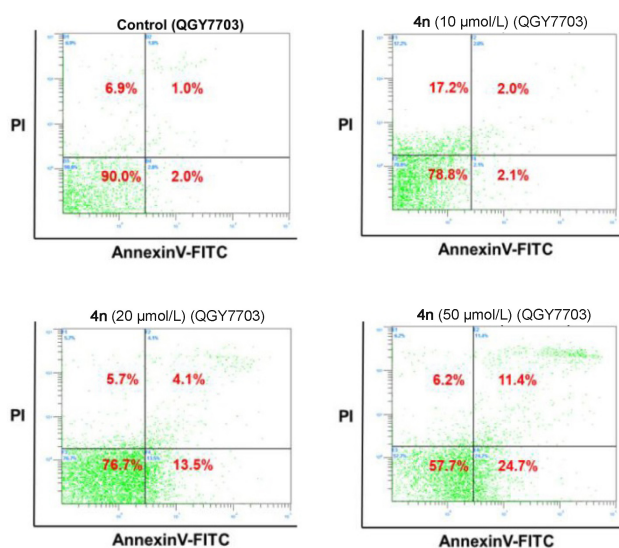 Control (QGY7703)
6.9% 1.0%
PI
90.0% 2.0%
AnnexinV-FITC
4n (10 µmol/L) (QGY7703)
17.2% 2.0%
PI
78.8% 2.1%
AnnexinV-FITC
4n (20 µmol/L) (QGY7703)
5.7% 4.1%
PI
76.7% 13.5%
AnnexinV-FITC
4n (50 µmol/L) (QGY7703)
6.2% 11.4%
PI
57.7% 24.7%
AnnexinV-FITC